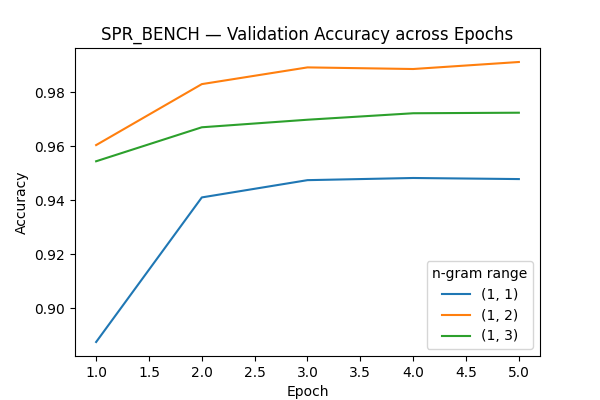 SPR_BENCH — Validation Accuracy across Epochs
Accuracy
0.98
0.96
0.94
0.92
0.90
n-gram range
(1, 1)
(1, 2)
(1, 3)
1.0 1.5 2.0 2.5 3.0 3.5 4.0 4.5 5.0
Epoch